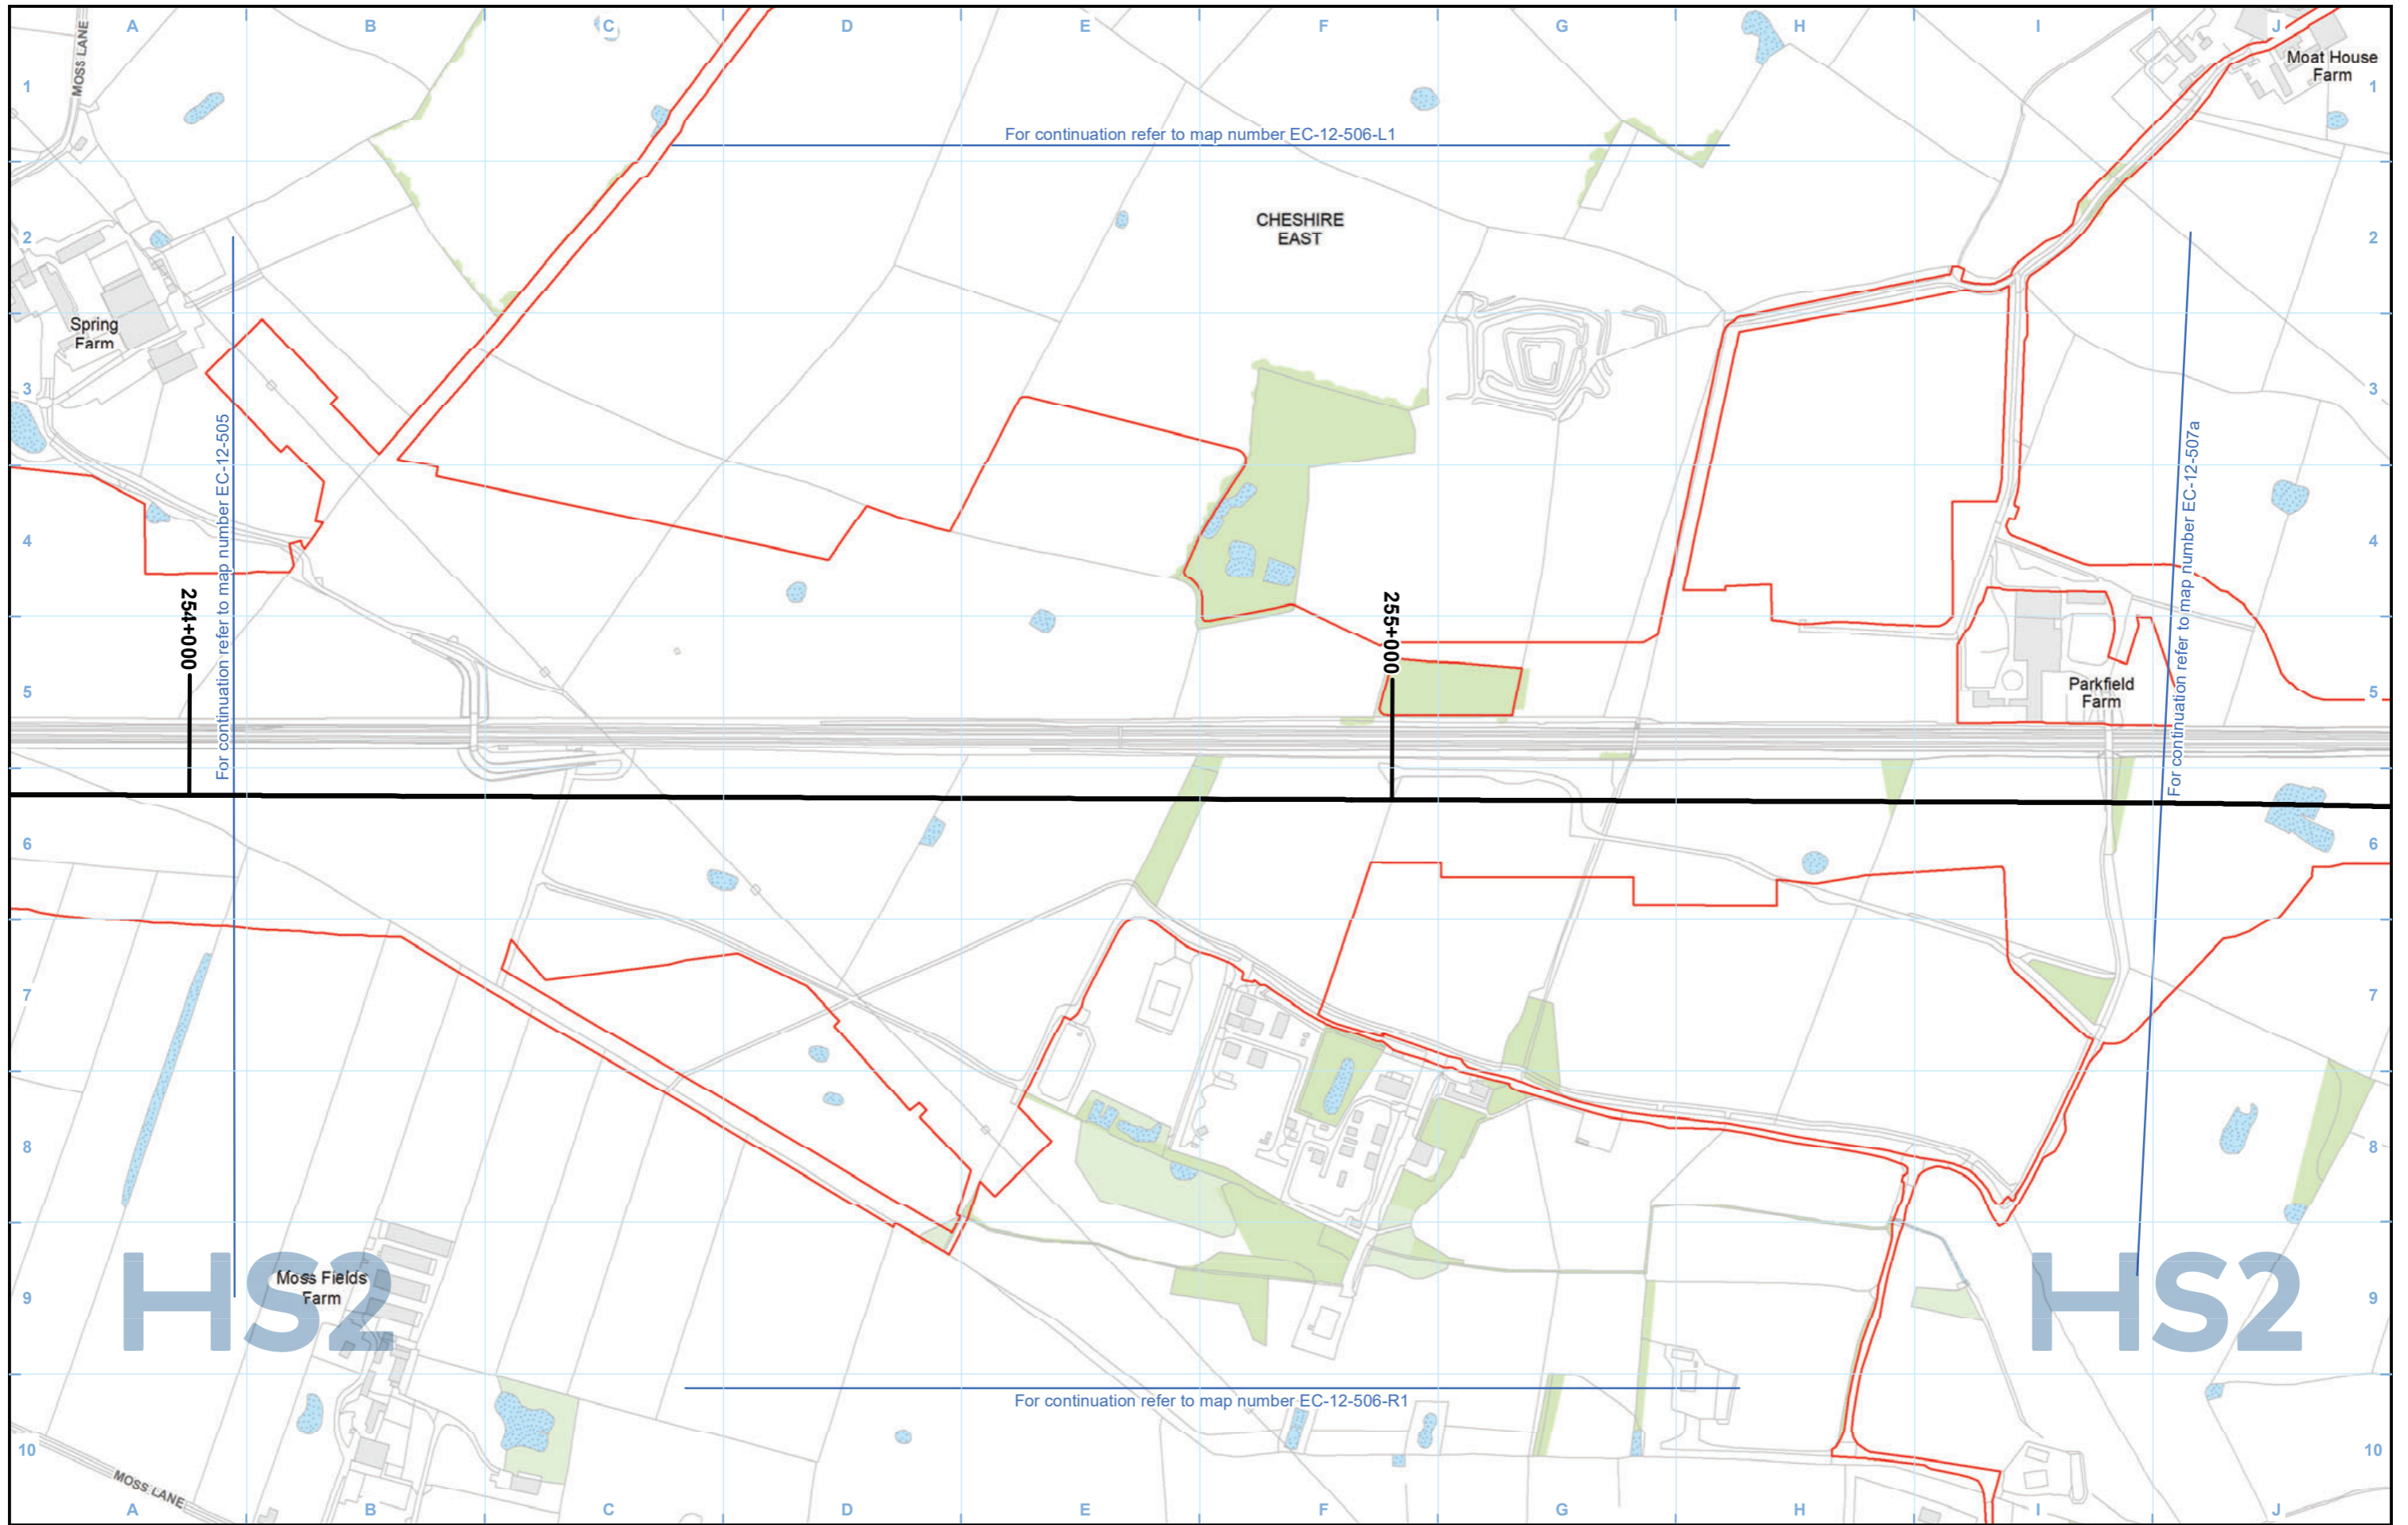 A B C D E F G H I J
MOSS LANE
1
1
Moat House
Farm
For continuation refer to map number EC-12-506-L1
2
2
CHESHIRE
EAST
Spring
Farm
3
3
For continuation refer to map number EC-12-505
For continuation refer to map number EC-12-507a
4
4
254+000
255+000
5
5
Parkfield
Farm
6
6
7
7
8
8
HS2
HS2
Moss Fields
Farm
9
9
For continuation refer to map number EC-12-506-R1
10
10
MOSS LANE
A B C D E F G H I J